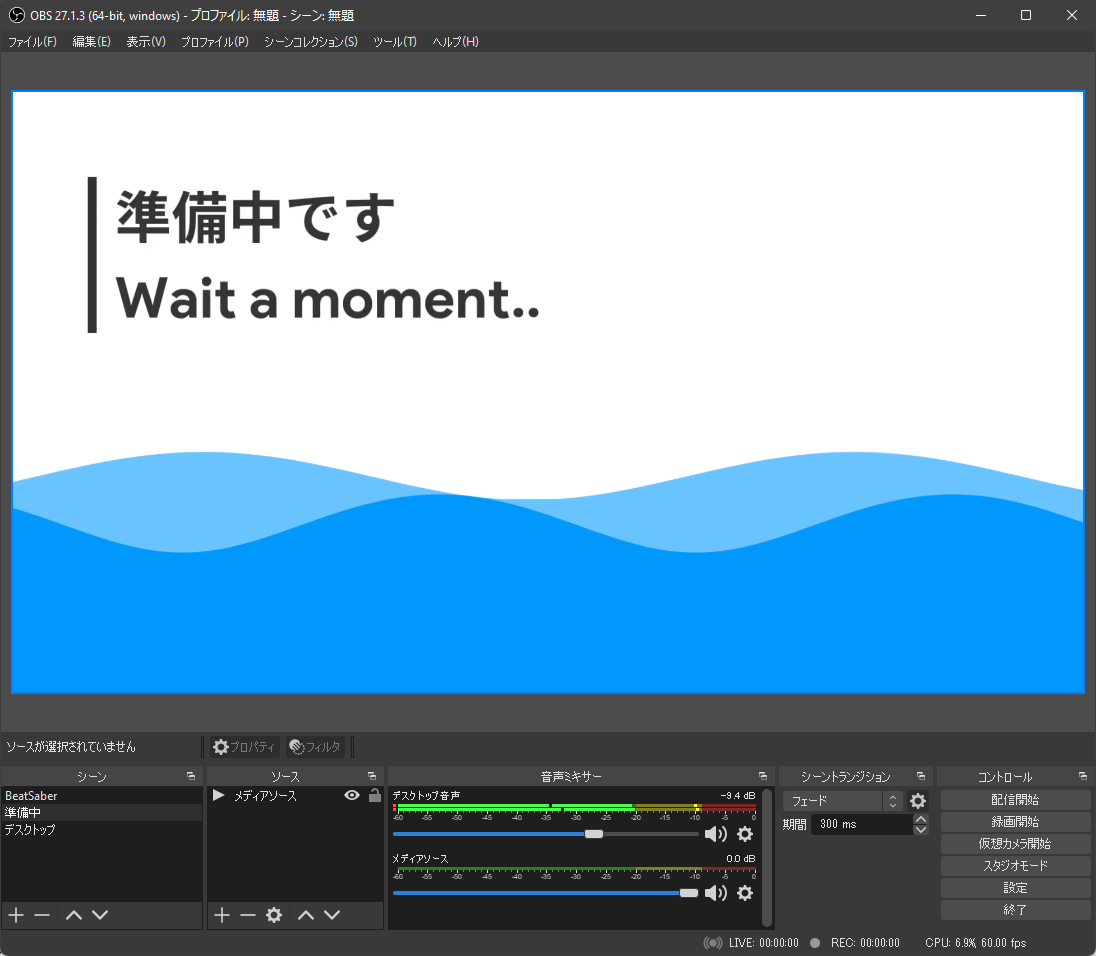 OBS 27.1.3 (64-bit, windows) - プロファイル: 無題 - シーン: 無題
ファイル(F) 編集(E) 表示(V) プロファイル(P) シーンコレクション(S) ツール(T) ヘルプ(H)
準備中です
Wait a moment..
ソースが選択されていません プロパティ フィルタ
シーン
BeatSaber
準備中
デスクトップ
ソース
メディアソース
音声ミキサー
デスクトップ音声 -9.4 dB
-60 -55 -50 -45 -40 -35 -30 -25 -20 -15 -10 -5 0
メディアソース 0.0 dB
-60 -55 -50 -45 -40 -35 -30 -25 -20 -15 -10 -5 0
シーントランジション
フェード
期間 300 ms
コントロール
配信開始
録画開始
仮想カメラ開始
スタジオモード
設定
終了
LIVE: 00:00:00 REC: 00:00:00 CPU: 6.9%, 60.00 fps